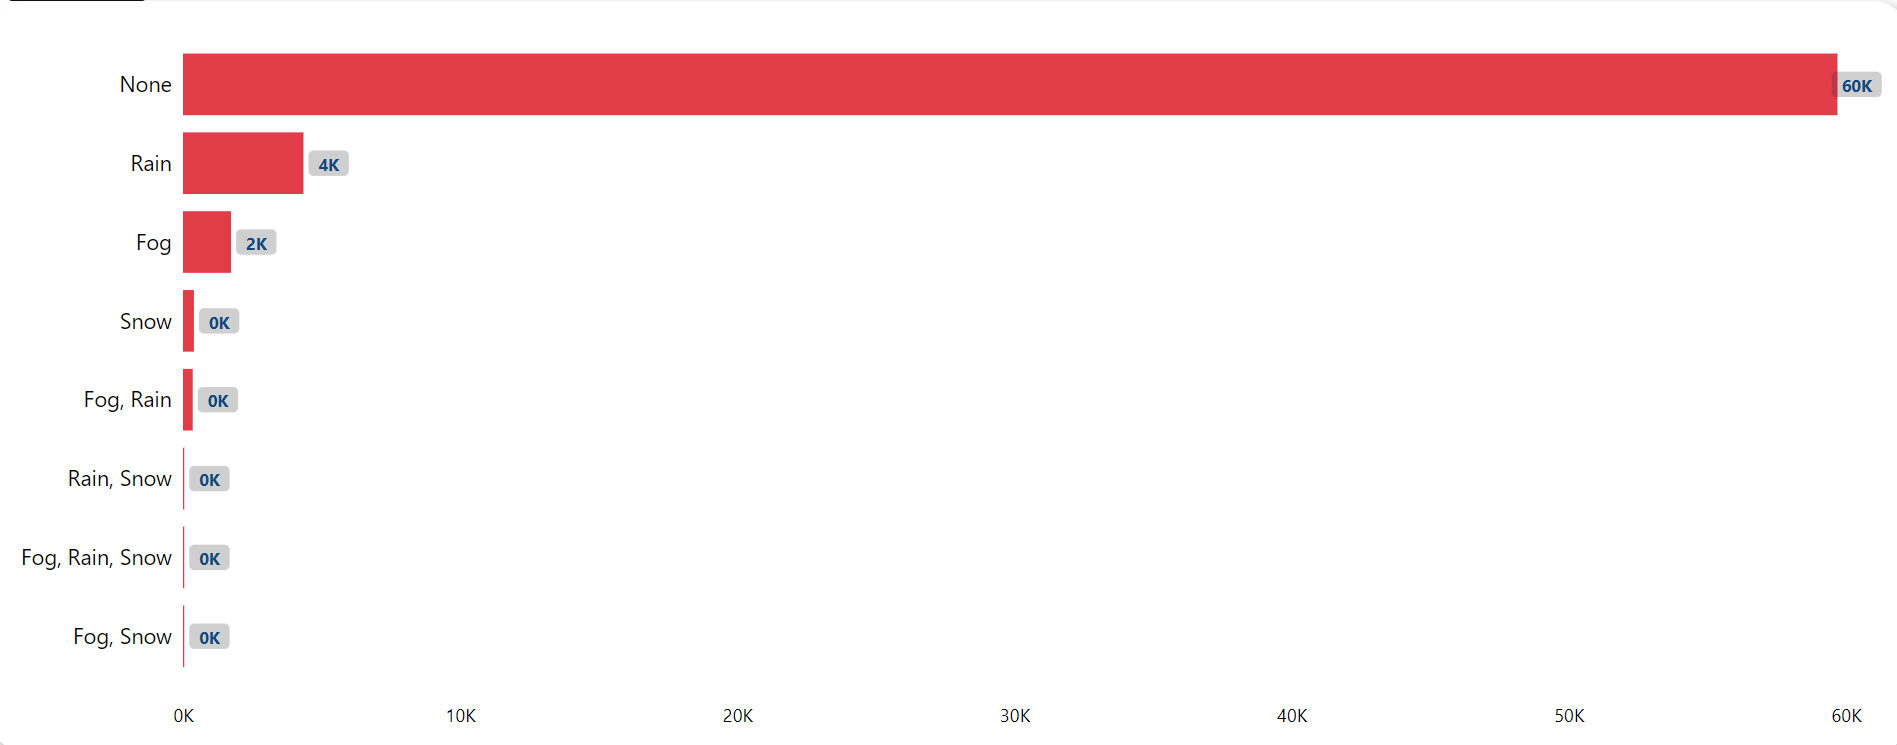 None 60K
Rain 4K
Fog 2K
Snow 0K
Fog, Rain 0K
Rain, Snow 0K
Fog, Rain, Snow 0K
Fog, Snow 0K
0K 10K 20K 30K 40K 50K 60K